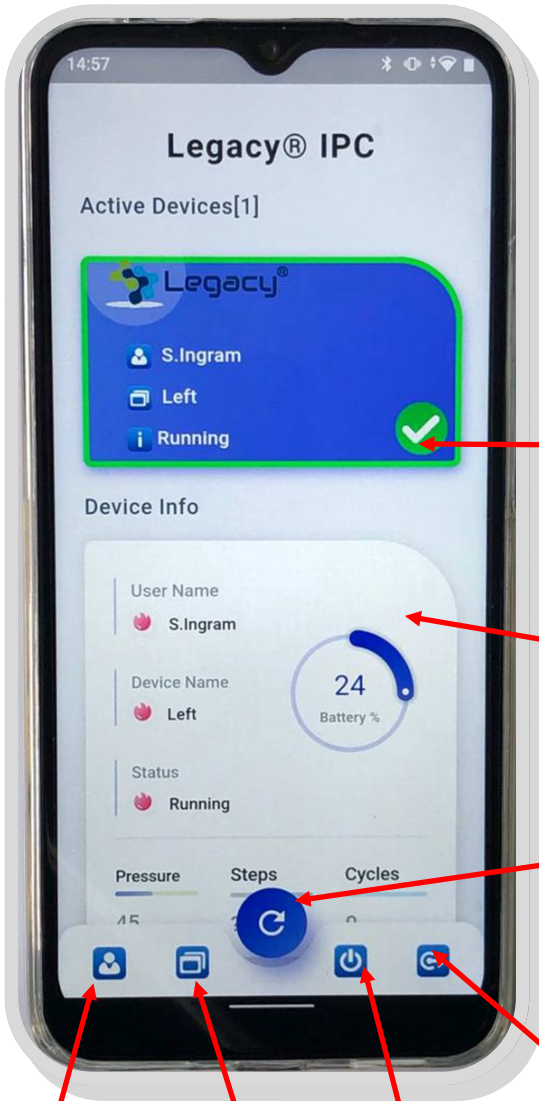 14:57
Legacy® IPC
Active Devices[1]
Legacy®
S.Ingram
Left
Running
Device Info
User Name
S.Ingram
Device Name
Left
24
Battery %
Status
Running
Pressure Steps Cycles
45